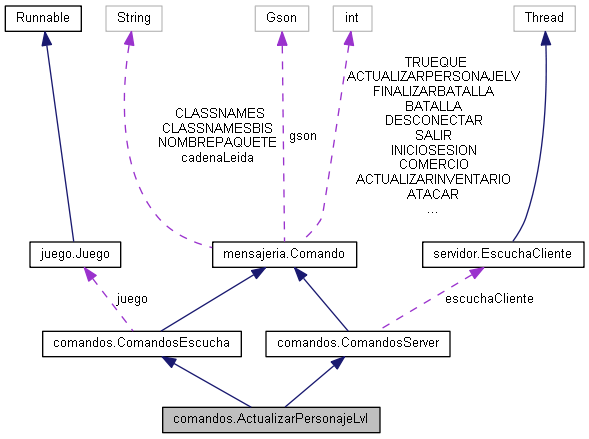 Runnable
String
Gson
int
Thread
TRUEQUE
ACTUALIZARPERSONAJELV
FINALIZARBATALLA
BATALLA
DESCONECTAR
SALIR
INICIOSESION
COMERCIO
ACTUALIZARINVENTARIO
ATACAR
...
CLASSNAMES
CLASSNAMESBIS
NOMBREPAQUETE
cadenaLeida
gson
juego.Juego
mensajeria.Comando
servidor.EscuchaCliente
juego
escuchaCliente
comandos.ComandosEscucha
comandos.ComandosServer
comandos.ActualizarPersonajeLvl